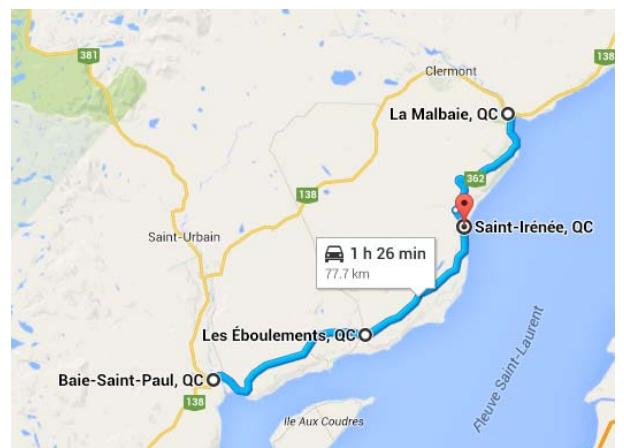 381
138
Clermont
La Malbaie, QC
362
138
Saint-Irénée, QC
Saint-Urbain
1 h 26 min
77.7 km
Les Éboulements, QC
Baie-Saint-Paul, QC
138
Ile Aux Coudres
Fleuve Saint-Laurent